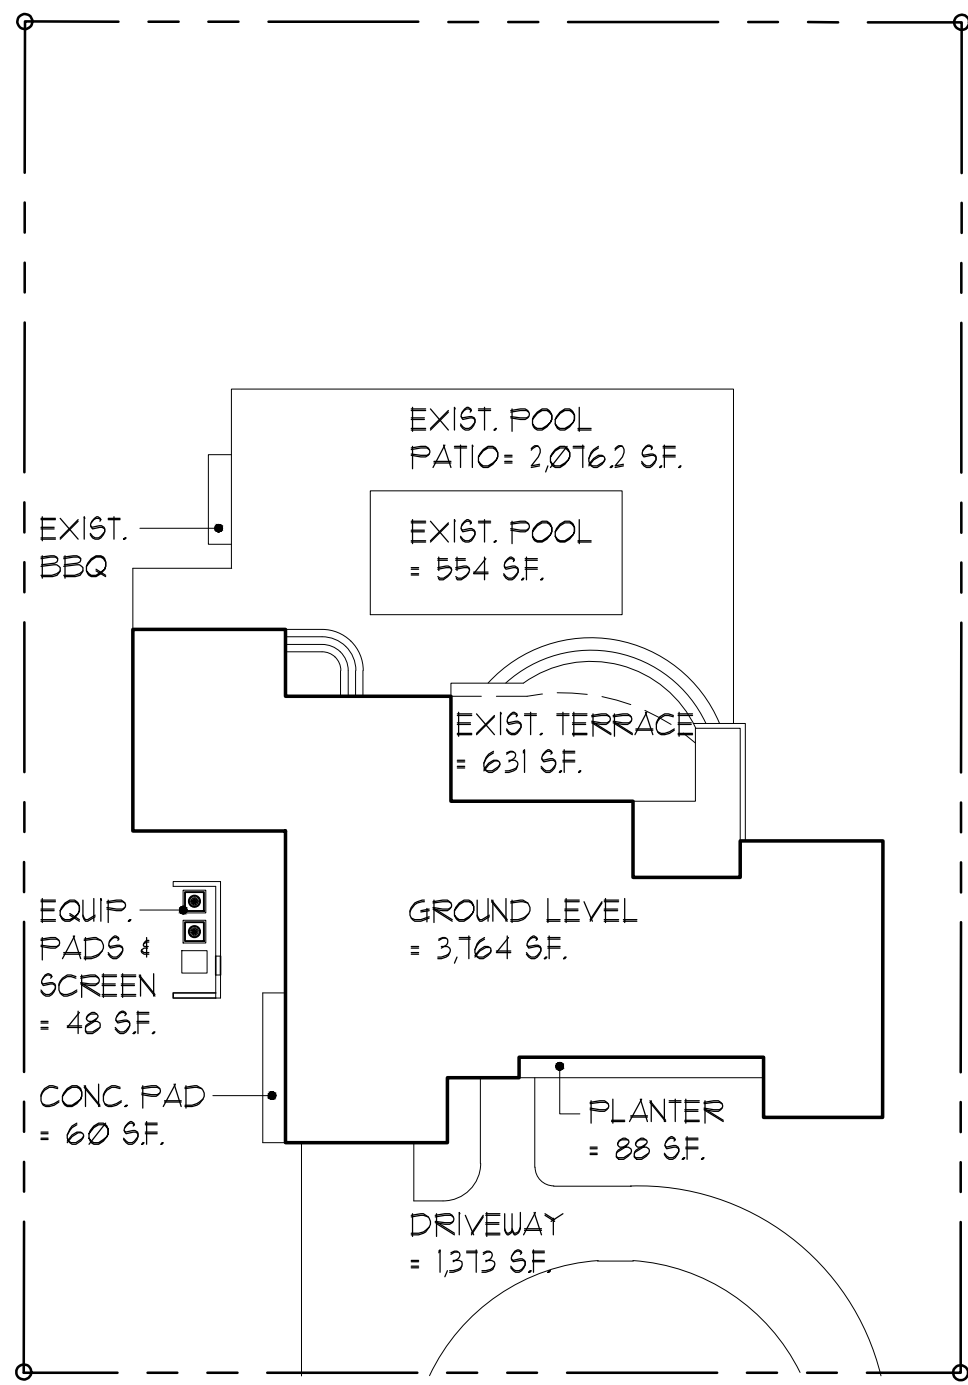 EXIST. POOL
PATIO= 2,076.2 S.F.
EXIST. POOL
= 554 S.F.
EXIST.
BBQ
EXIST. TERRACE
= 631 S.F.
EQUIP.
PADS &
SCREEN
= 48 S.F.
GROUND LEVEL
= 3,764 S.F.
CONC. PAD
= 60 S.F.
PLANTER
= 88 S.F.
DRIVEWAY
= 1,373 S.F.